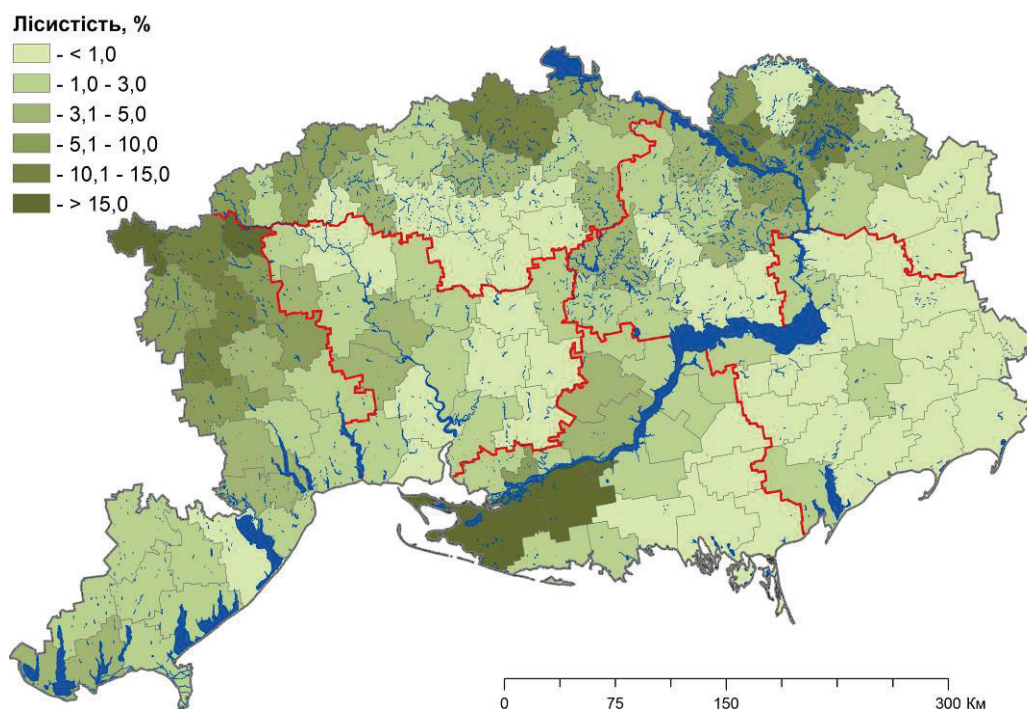 Лісистість, %
- < 1,0
- 1,0 - 3,0
- 3,1 - 5,0
- 5,1 - 10,0
- 10,1 - 15,0
- > 15,0
0 75 150 300 Км